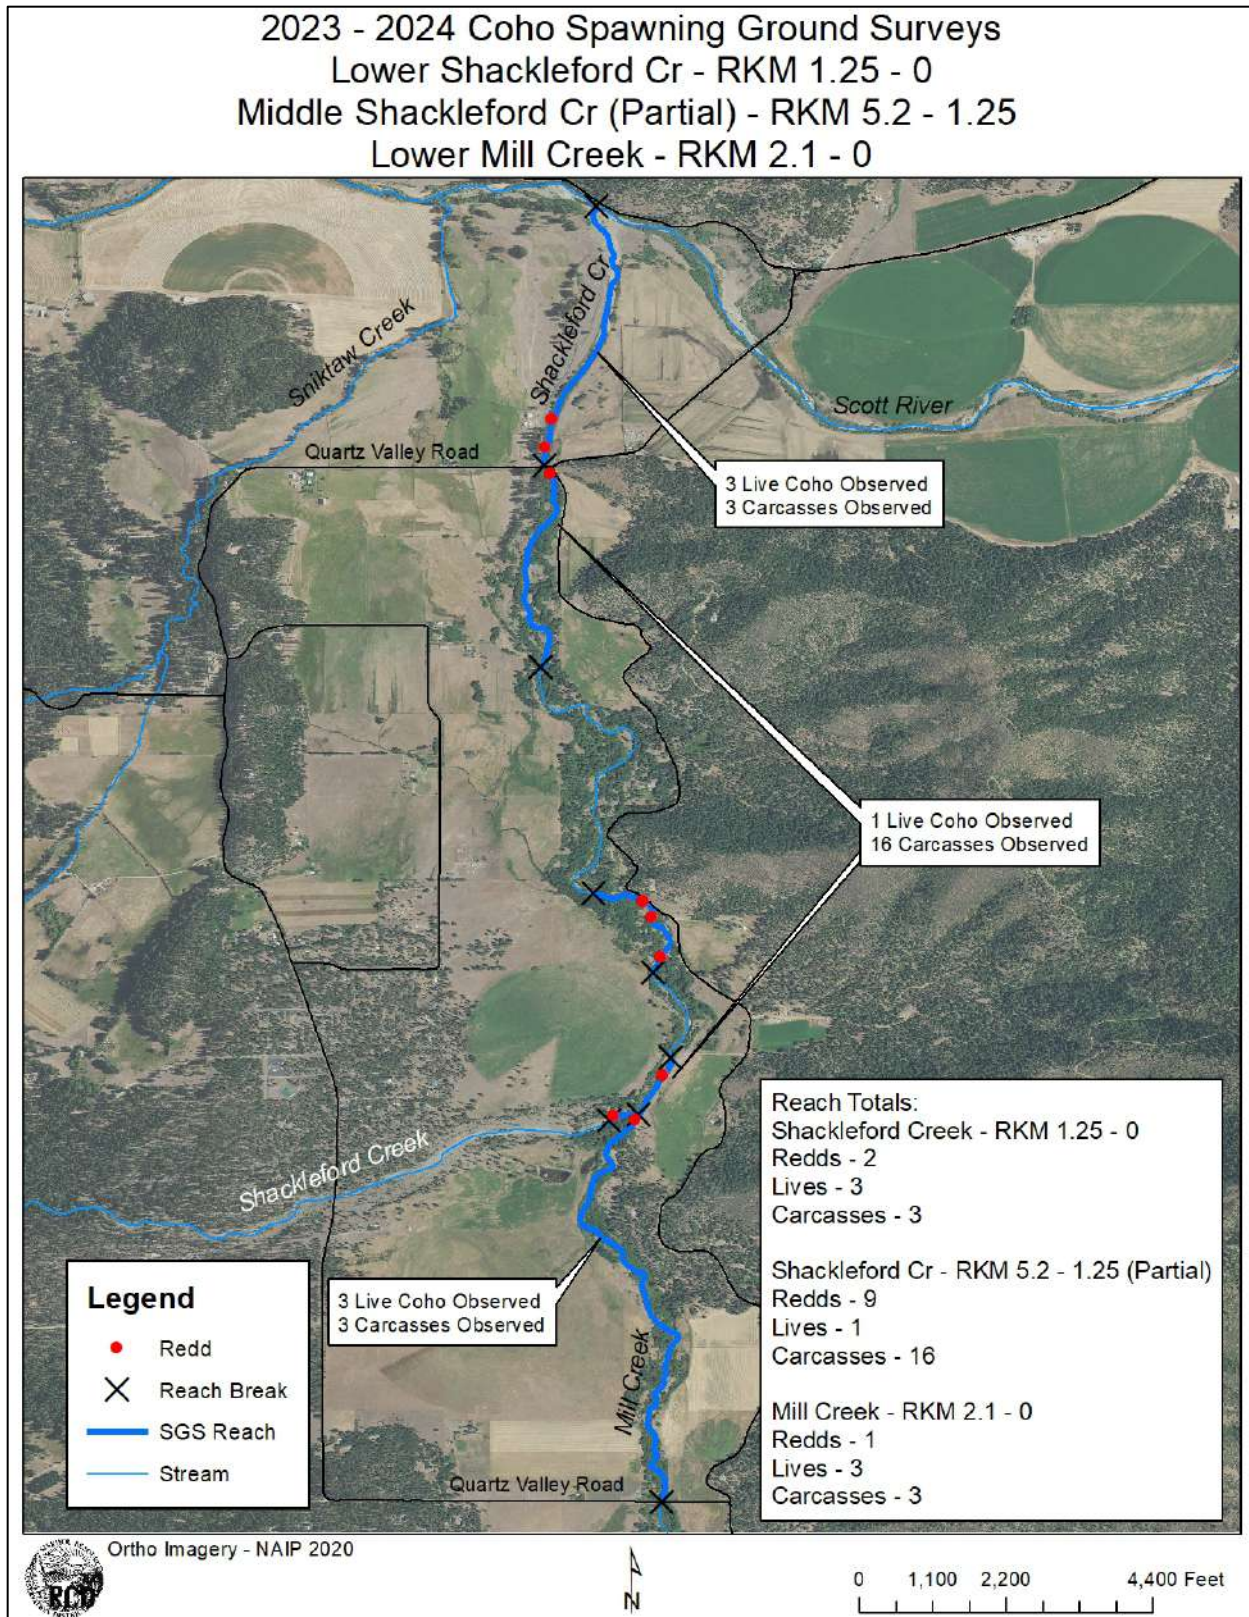 2023 - 2024 Coho Spawning Ground Surveys
Lower Shackleford Cr - RKM 1.25 - 0
Middle Shackleford Cr (Partial) - RKM 5.2 - 1.25
Lower Mill Creek - RKM 2.1 - 0
Shackleford Cr
Sniktaw Creek
Scott River
Quartz Valley Road
3 Live Coho Observed
3 Carcasses Observed
1 Live Coho Observed
16 Carcasses Observed
Shackleford Creek
3 Live Coho Observed
3 Carcasses Observed
Mill Creek
Quartz Valley Road
Legend
Redd
Reach Break
SGS Reach
Stream
Reach Totals:
Shackleford Creek - RKM 1.25 - 0
Redds - 2
Lives - 3
Carcasses - 3
Shackleford Cr - RKM 5.2 - 1.25 (Partial)
Redds - 9
Lives - 1
Carcasses - 16
Mill Creek - RKM 2.1 - 0
Redds - 1
Lives - 3
Carcasses - 3
RCD
Ortho Imagery - NAIP 2020
N
0 1,100 2,200 4,400 Feet